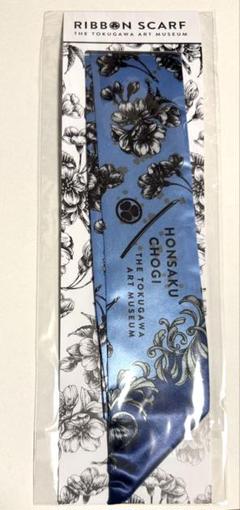 RIBBON SCARF
THE TOKUGAWA ART MUSEUM
HONSAKU
CHOGI
THE TOKUGAWA
ART MUSEUM